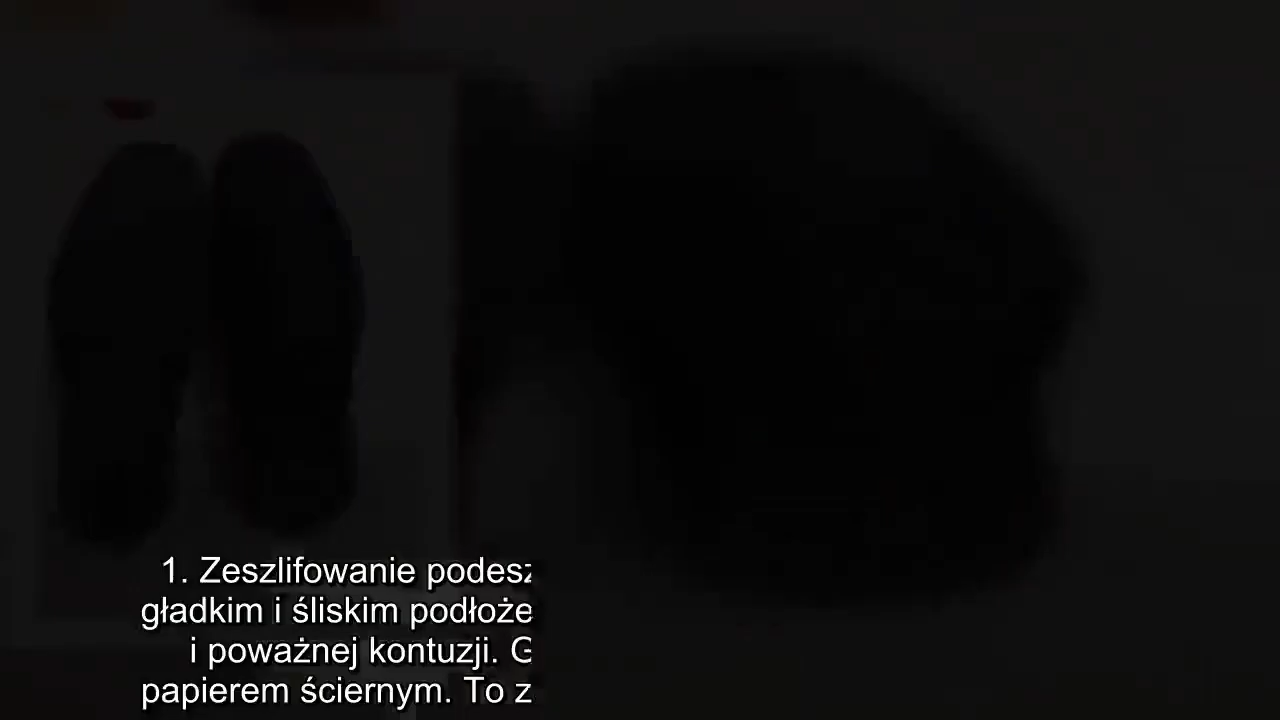 1. Zeszlifowanie
gładkim i śliskim
i poważnej kontuzji.
papierem ściernym. To